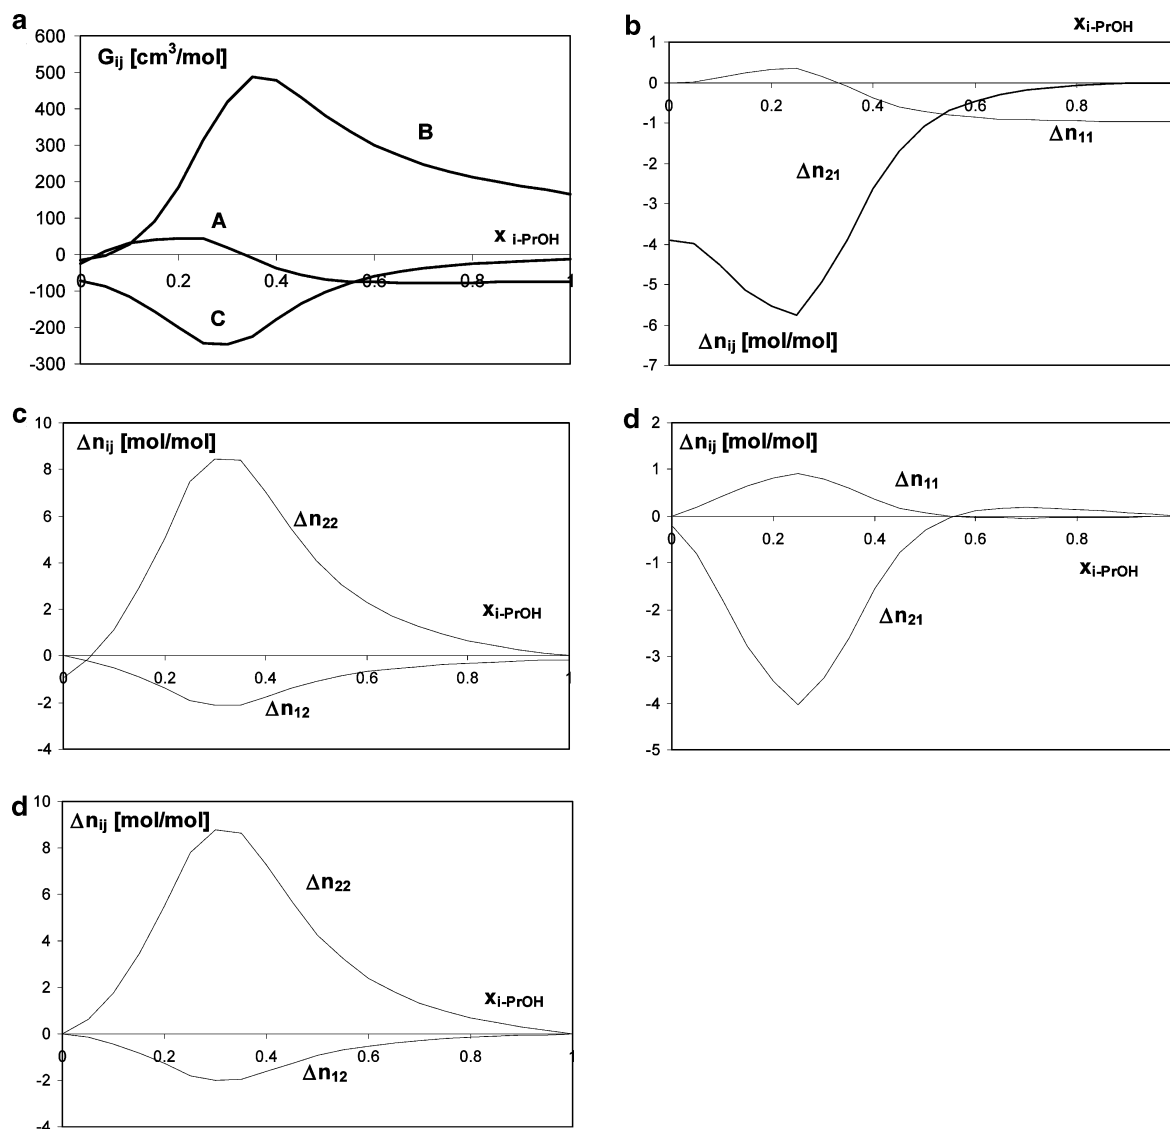 a
G_ij [cm³/mol]
600
500
400
300
200
100
0
-100
-200
-300
A
B
C
x i-PrOH
0
0.2
0.4
0.6
0.8
1
b
x_i-PrOH
1
0
-1
-2
-3
-4
-5
-6
-7
0
0.2
0.4
0.6
0.8
Δn₁₁
Δn₂₁
Δn_ij [mol/mol]
c
Δn_ij [mol/mol]
10
8
6
4
2
0
-2
-4
Δn₂₂
x_i-PrOH
0
0.2
0.4
0.6
0.8
1
Δn₁₂
d
Δn_ij [mol/mol]
2
1
0
-1
-2
-3
-4
-5
Δn₁₁
0
0.2
0.4
0.6
0.8
x_i-PrOH
Δn₂₁
d
Δn_ij [mol/mol]
10
8
6
4
2
0
-2
-4
Δn₂₂
x_i-PrOH
0
0.2
0.4
0.6
0.8
1
Δn₁₂